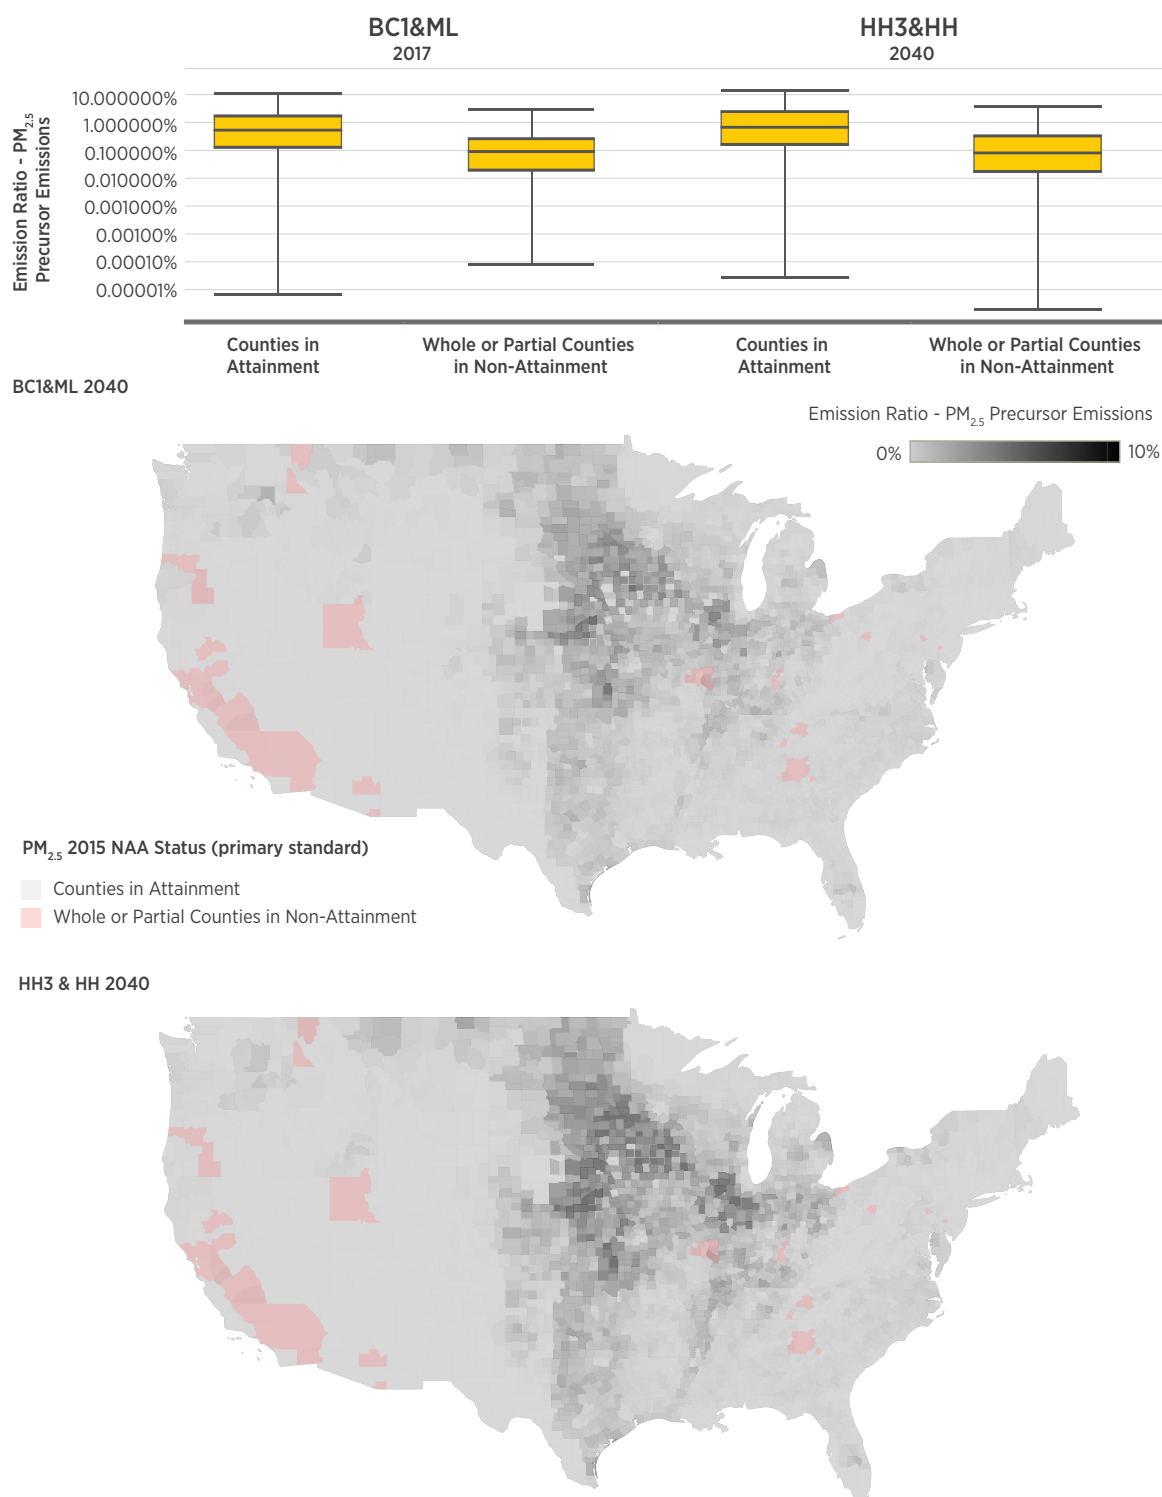 BC1&ML
2017
HH3&HH
2040
Emission Ratio - PM2.5
Precursor Emissions
10.000000%
1.000000%
0.100000%
0.010000%
0.001000%
0.00100%
0.00010%
0.00001%
Counties in
Attainment
Whole or Partial Counties
in Non-Attainment
Counties in
Attainment
Whole or Partial Counties
in Non-Attainment
BC1&ML 2040
Emission Ratio - PM2.5 Precursor Emissions
0%
10%
PM2.5 2015 NAA Status (primary standard)
Counties in Attainment
Whole or Partial Counties in Non-Attainment
HH3 & HH 2040